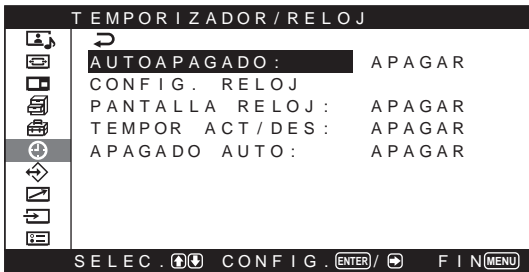 TEMPORIZADOR/RELOJ
AUTOAPAGADO: APAGAR
CONFIG. RELOJ
PANTALLA RELOJ: APAGAR
TEMPOR ACT/DES: APAGAR
APAGADO AUTO: APAGAR
SELEC. CONFIG. ENTER / FIN MENU